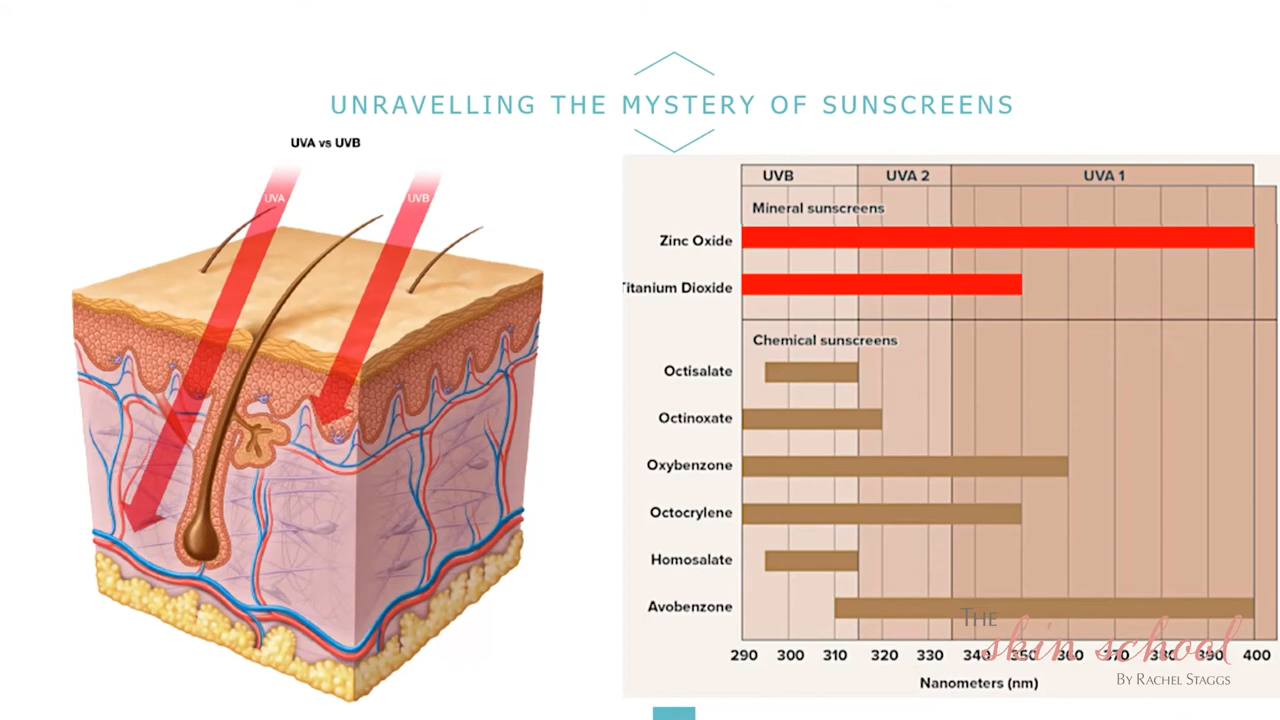 UNRAVELLING THE MYSTERY OF SUNSCREENS
UVA vs UVB
UVA
UVB
UVB UVA 2 UVA 1
Mineral sunscreens
Zinc Oxide
Titanium Dioxide
Chemical sunscreens
Octisalate
Octinoxate
Oxybenzone
Octocrylene
Homosalate
Avobenzone
290 300 310 320 330 340 350 360 370 380 390 400
Nanometers (nm)
THE
skin school
BY RACHEL STAGGS